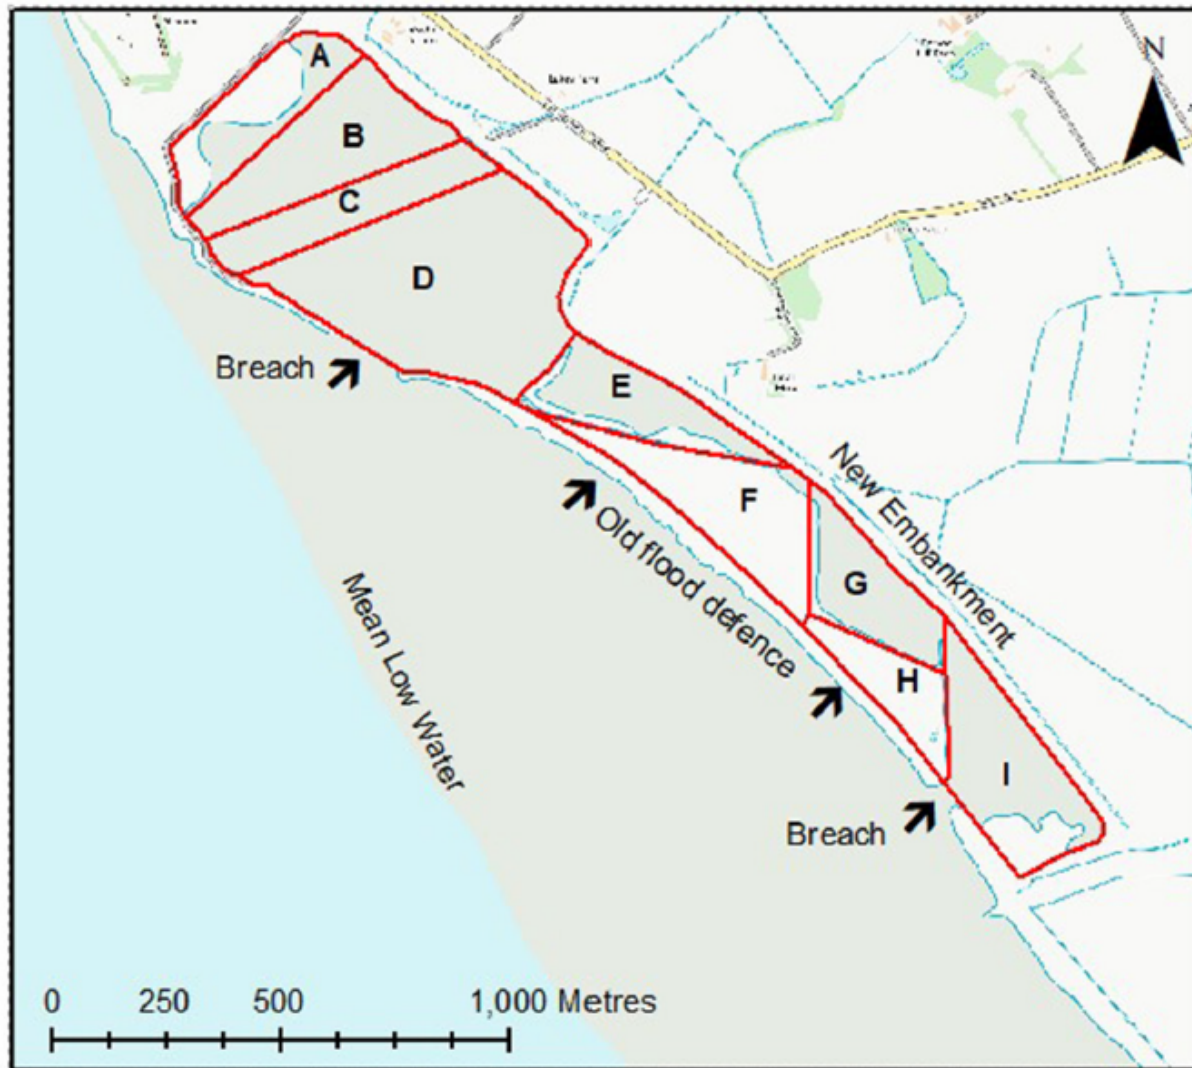 N
A
B
C
D
Breach
E
F
New Embankment
G
Old flood defence
H
Mean Low Water
I
Breach
0 250 500 1,000 Metres